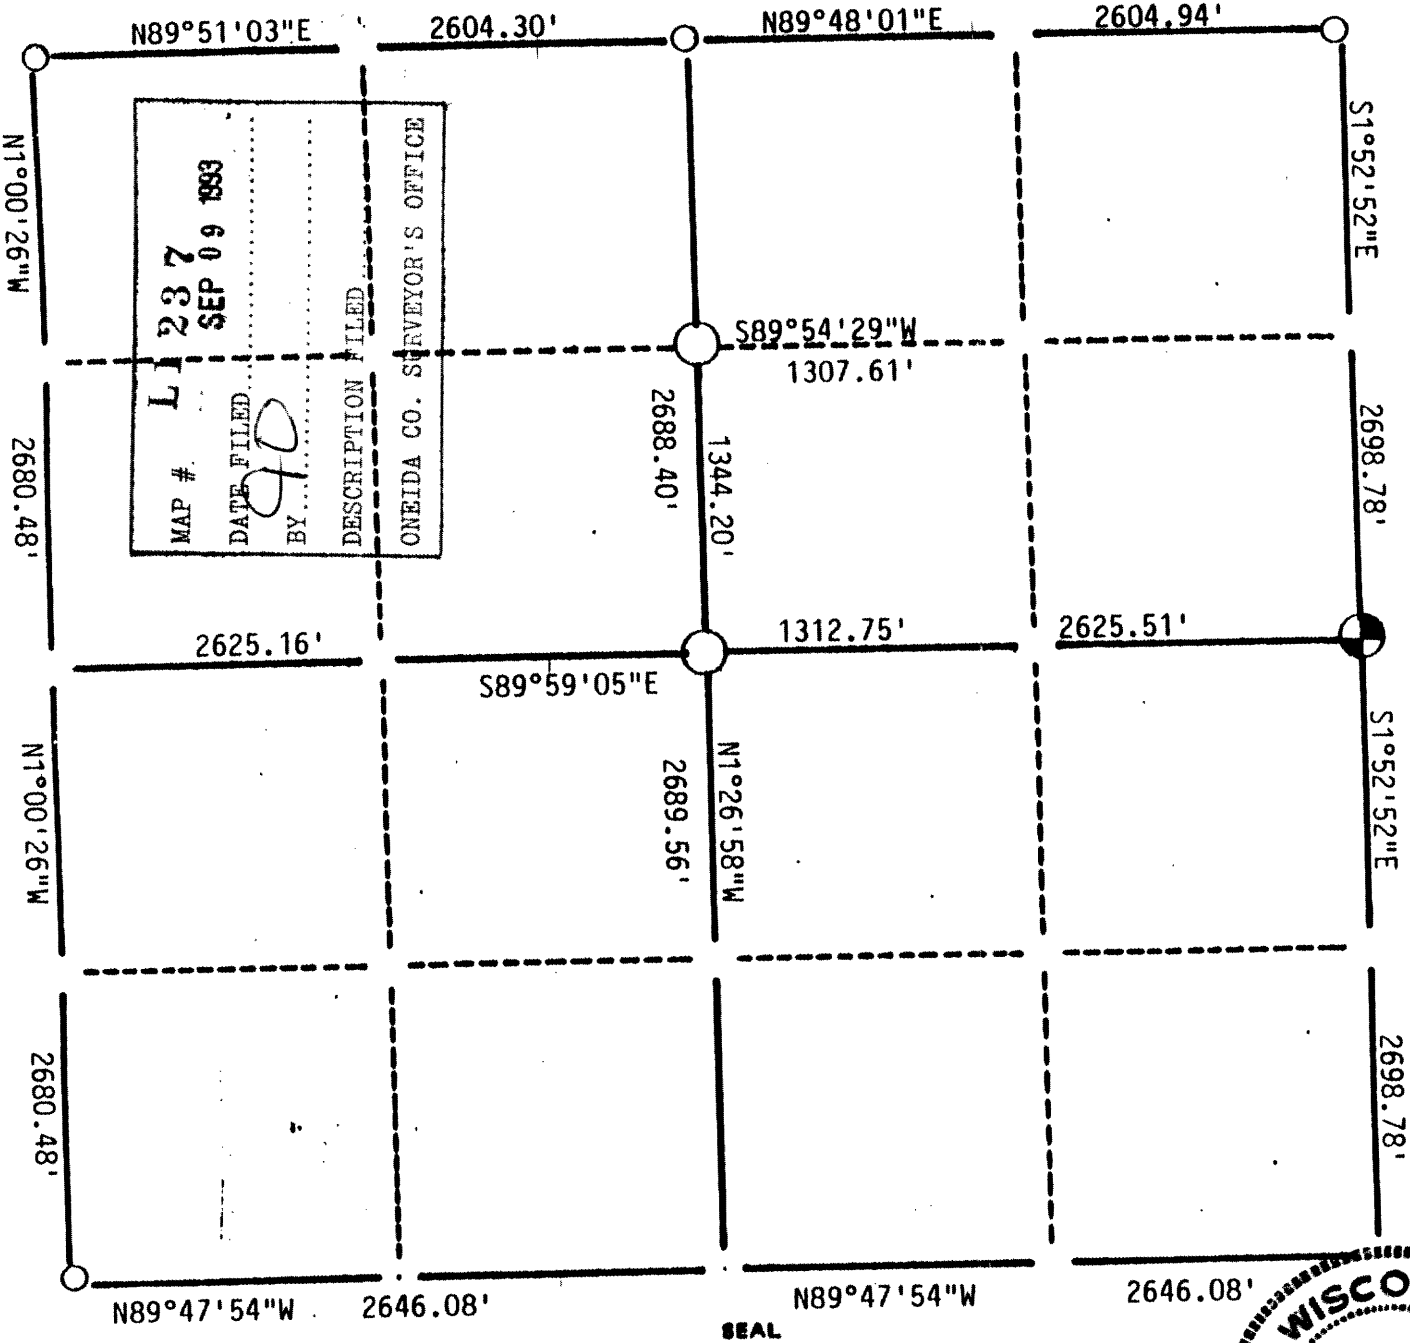 N89°51'03"E 2604.30' N89°48'01"E 2604.94'
N1°00'26"W
S1°52'52"E
MAP # L1 237
SEP 09 1993
DATE FILED
BY
DESCRIPTION FILED
ONEIDA CO. SURVEYOR'S OFFICE
S89°54'29"W
1307.61'
2680.48'
2688.40'
1344.20'
2698.78'
2625.16'
1312.75'
2625.51'
S89°59'05"E
N1°00'26"W
2689.56'
N1°26'58"W
S1°52'52"E
2680.48'
2698.78'
N89°47'54"W 2646.08' N89°47'54"W 2646.08'
SEAL
WISCO